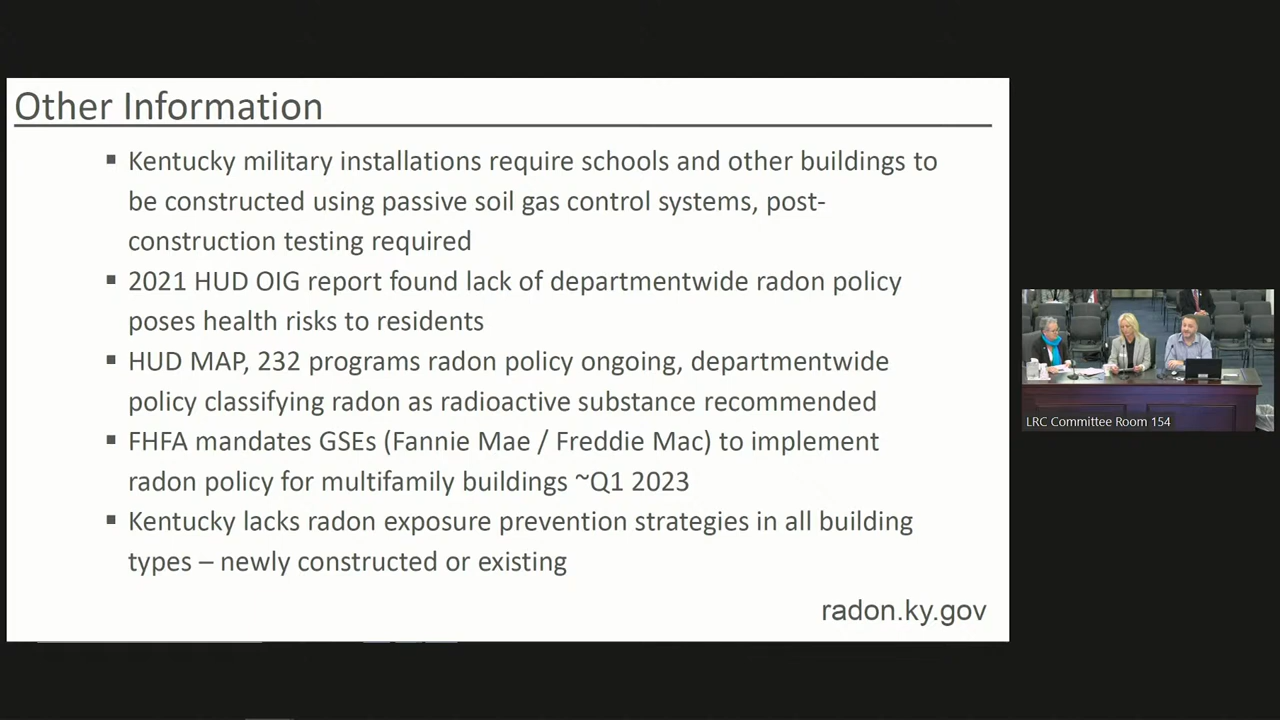 Other Information
▪ Kentucky military installations require schools and other buildings to
be constructed using passive soil gas control systems, post-
construction testing required
▪ 2021 HUD OIG report found lack of departmentwide radon policy
poses health risks to residents
▪ HUD MAP, 232 programs radon policy ongoing, departmentwide
policy classifying radon as radioactive substance recommended
▪ FHFA mandates GSEs (Fannie Mae / Freddie Mac) to implement
radon policy for multifamily buildings ~Q1 2023
▪ Kentucky lacks radon exposure prevention strategies in all building
types – newly constructed or existing
radon.ky.gov
LRC Committee Room 154